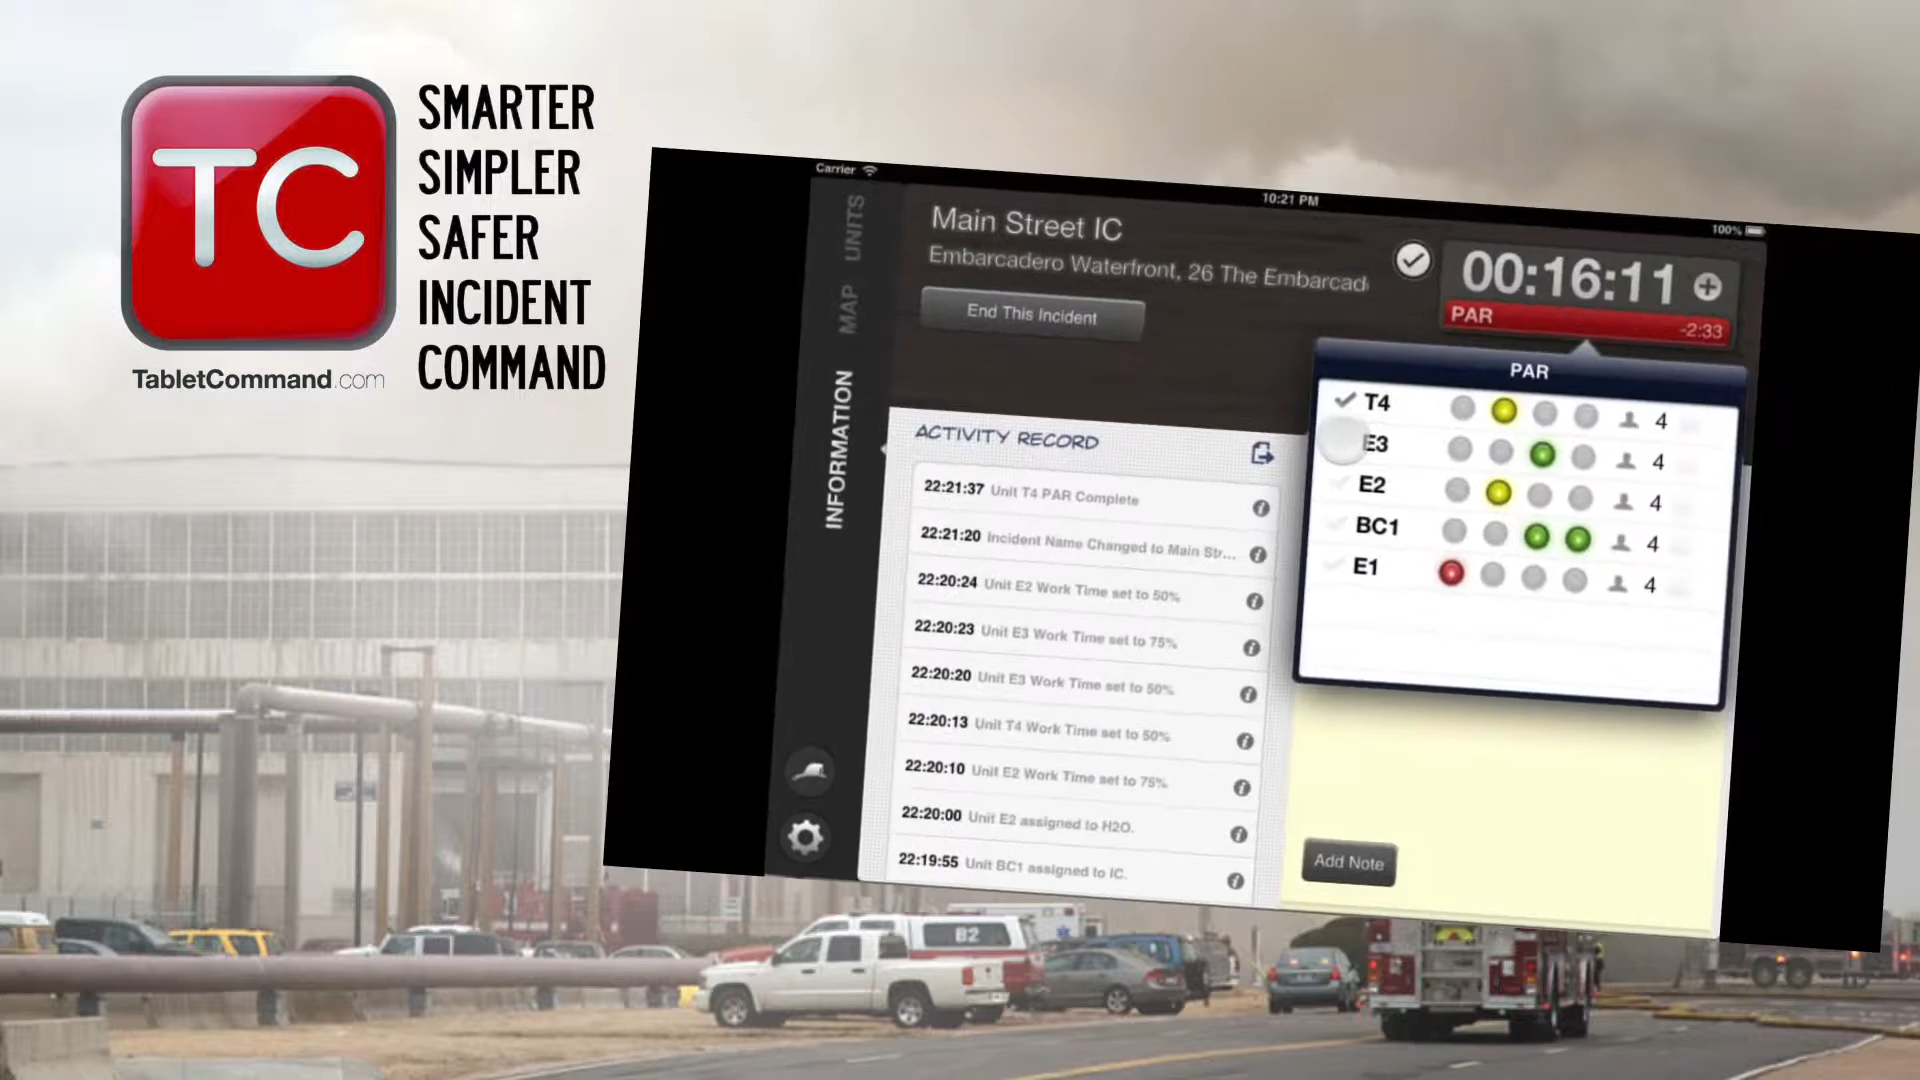 TC
TabletCommand.com
SMARTER
SIMPLER
SAFER
INCIDENT
COMMAND
Carrier
10:21 PM
100%
UNITS
MAP
INFORMATION
Main Street IC
Embarcadero Waterfront, 26 The Embarcad
End This Incident
00:16:11
PAR -2:33
PAR
T4 4
E3 4
E2 4
BC1 4
E1 4
ACTIVITY RECORD
22:21:37 Unit T4 PAR Complete
22:21:20 Incident Name Changed to Main Str...
22:20:24 Unit E2 Work Time set to 50%
22:20:23 Unit E3 Work Time set to 75%
22:20:20 Unit E3 Work Time set to 50%
22:20:13 Unit T4 Work Time set to 50%
22:20:10 Unit E2 Work Time set to 75%
22:20:00 Unit E2 assigned to H2O.
22:19:55 Unit BC1 assigned to IC.
Add Note
B2